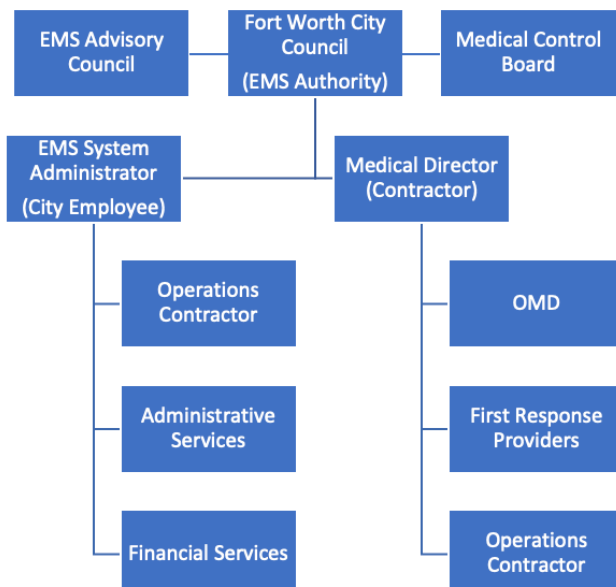 EMS Advisory
Council
Fort Worth City
Council
(EMS Authority)
Medical Control
Board
EMS System
Administrator
(City Employee)
Medical Director
(Contractor)
Operations
Contractor
OMD
Administrative
Services
First Response
Providers
Financial Services
Operations
Contractor